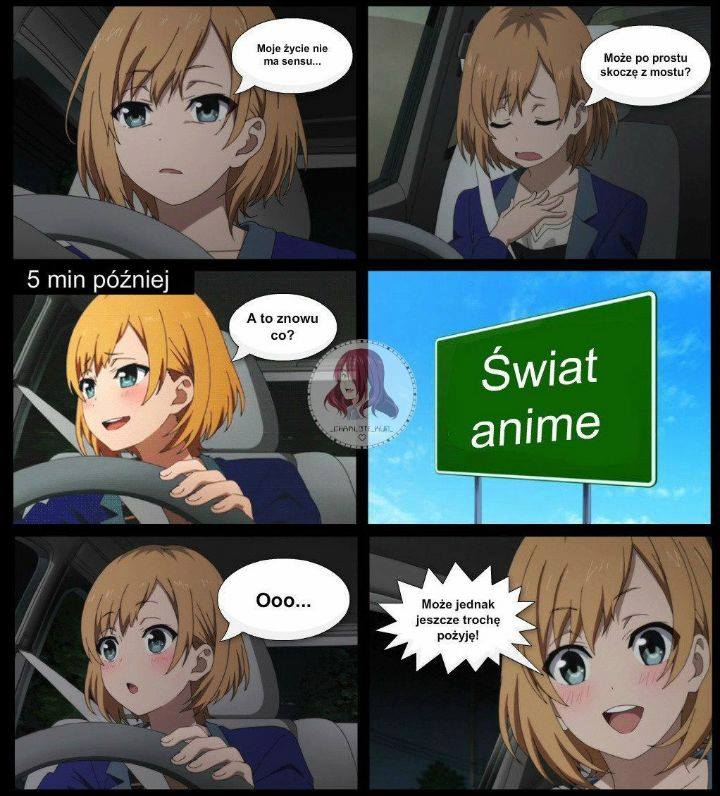 Moje życie nie
ma sensu...
Może po prostu
skoczę z mostu?
5 min później
A to znowu
co?
Świat
anime
Ooo...
Może jednak
jeszcze trochę
pożyję!